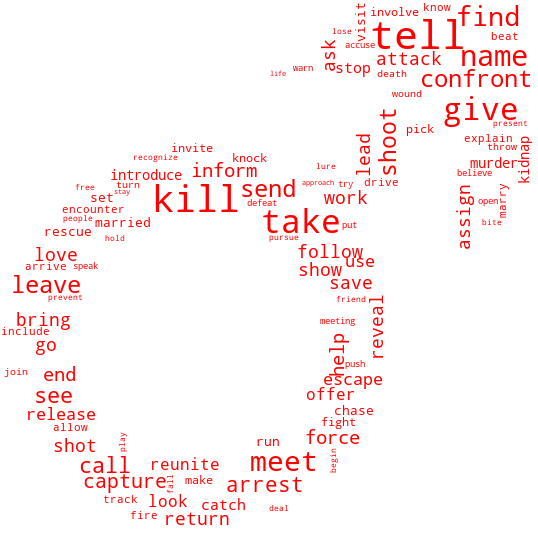 know
involve
visit
find
lose
tell
beat
ask
accuse
name
attack
stop
warn
life
death
confront
wound
give
shoot
present
pick
explain
throw
kidnap
lead
invite
knock
recognize
murder
inform
lure
believe
introduce
drive
try
approach
turn
free
stay
send
kill
set
work
assign
open
marry
defeat
encounter
people
married
take
put
bite
rescue
hold
pursue
love
follow
use
arrive
speak
show
leave
save
prevent
friend
reveal
bring
meeting
include
go
help
push
join
end
escape
see
offer
release
chase
fight
allow
force
play
run
shot
begin
call
reunite
meet
capture
fall
make
arrest
track
look
catch
deal
fire
return